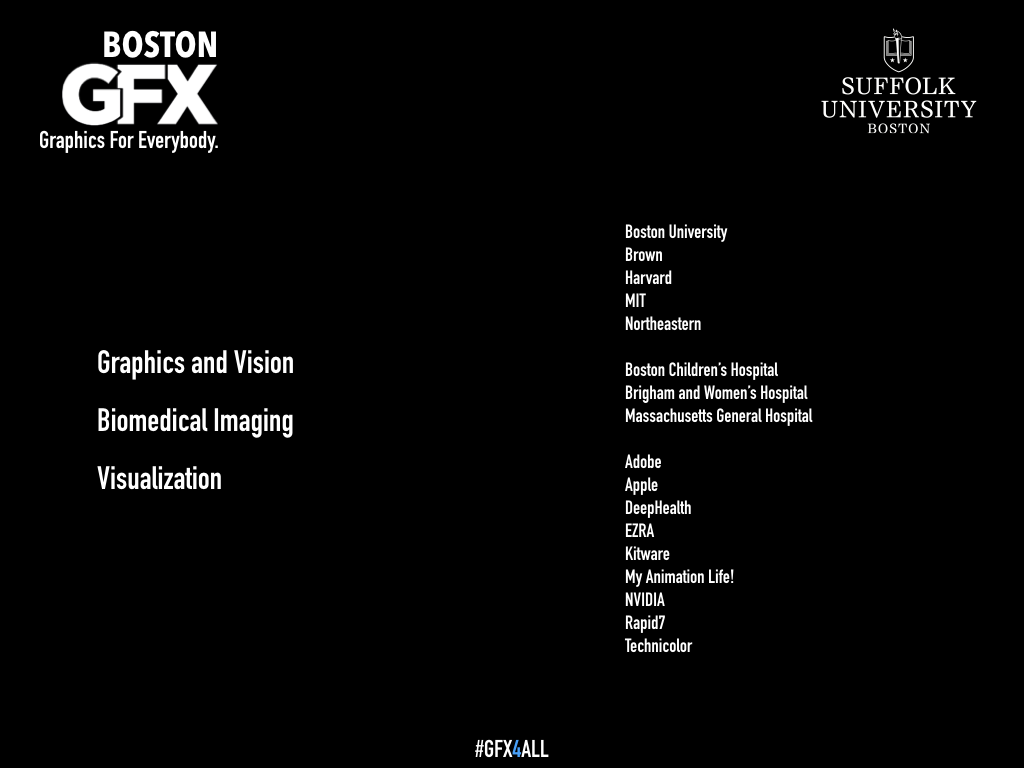 BOSTON
GFX
Graphics For Everybody.
SUFFOLK
UNIVERSITY
BOSTON
Graphics and Vision
Biomedical Imaging
Visualization
Boston University
Brown
Harvard
MIT
Northeastern
Boston Children's Hospital
Brigham and Women's Hospital
Massachusetts General Hospital
Adobe
Apple
DeepHealth
EZRA
Kitware
My Animation Life!
NVIDIA
Rapid7
Technicolor
#GFX4ALL